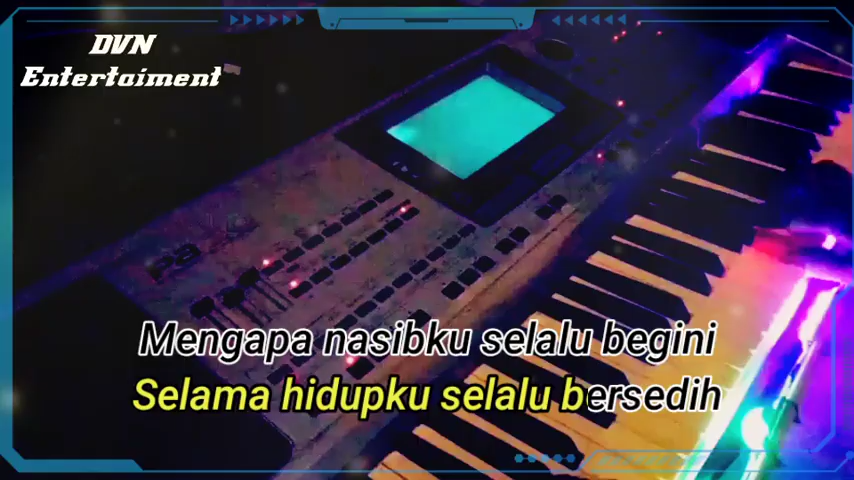 DVN
Entertaiment
Mengapa nasibku selalu begini
Selama hidupku selalu bersedih